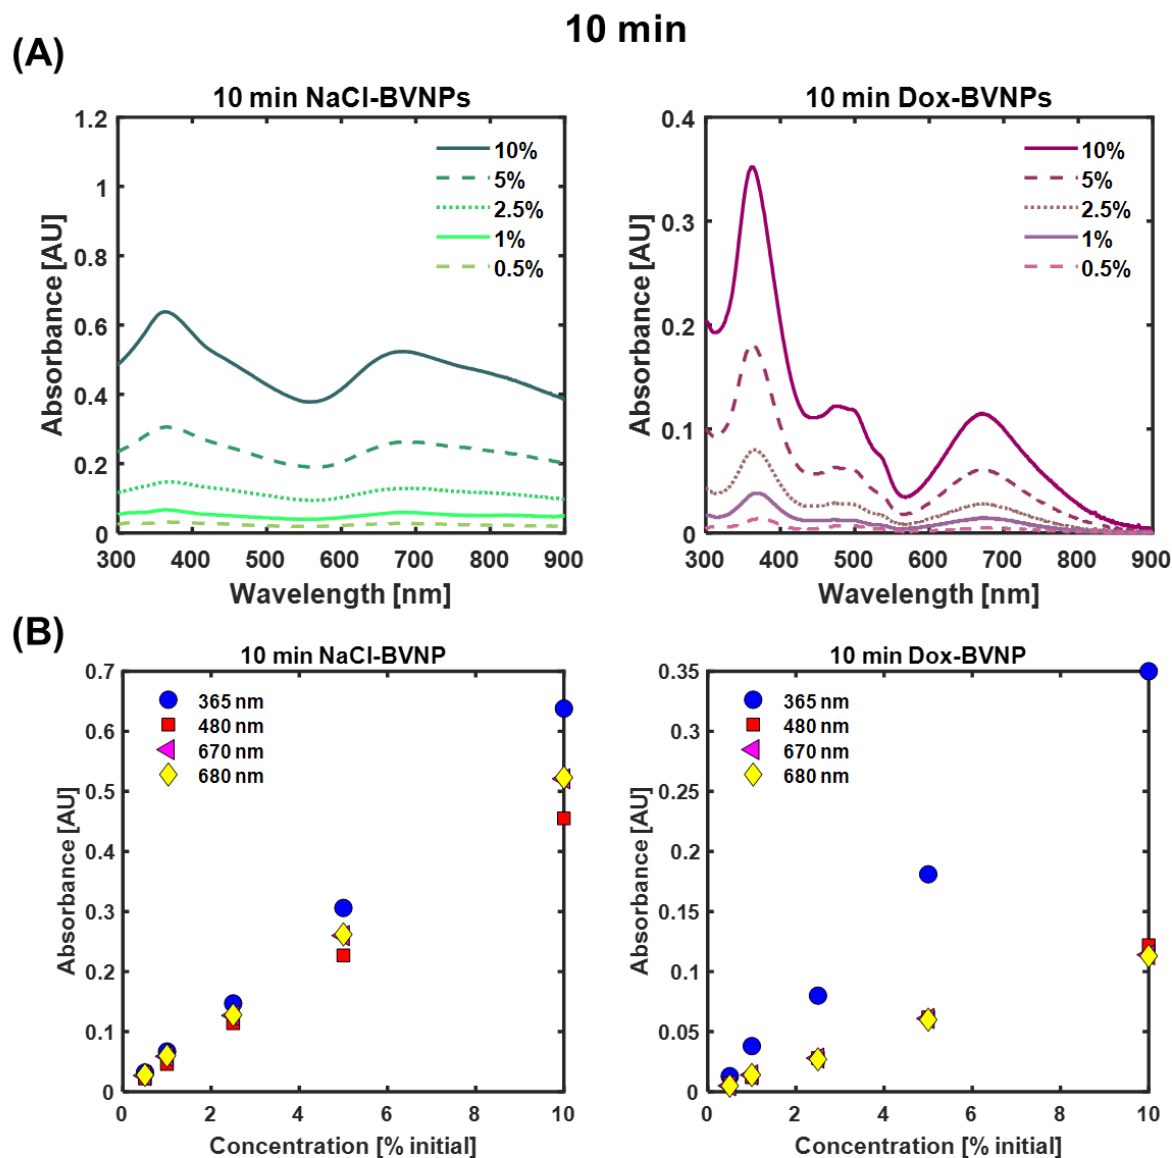 10 min
(A)
10 min NaCl-BVNPs
1.2
1
0.8
0.6
0.4
0.2
0
300 400 500 600 700 800 900
Absorbance [AU]
Wavelength [nm]
10%
5%
2.5%
1%
0.5%
10 min Dox-BVNPs
0.4
0.3
0.2
0.1
0
300 400 500 600 700 800 900
Absorbance [AU]
Wavelength [nm]
10%
5%
2.5%
1%
0.5%
(B)
10 min NaCl-BVNP
0.7
0.6
0.5
0.4
0.3
0.2
0.1
0
0 2 4 6 8 10
Absorbance [AU]
Concentration [% initial]
365 nm
480 nm
670 nm
680 nm
10 min Dox-BVNP
0.35
0.3
0.25
0.2
0.15
0.1
0.05
0
0 2 4 6 8 10
Absorbance [AU]
Concentration [% initial]
365 nm
480 nm
670 nm
680 nm